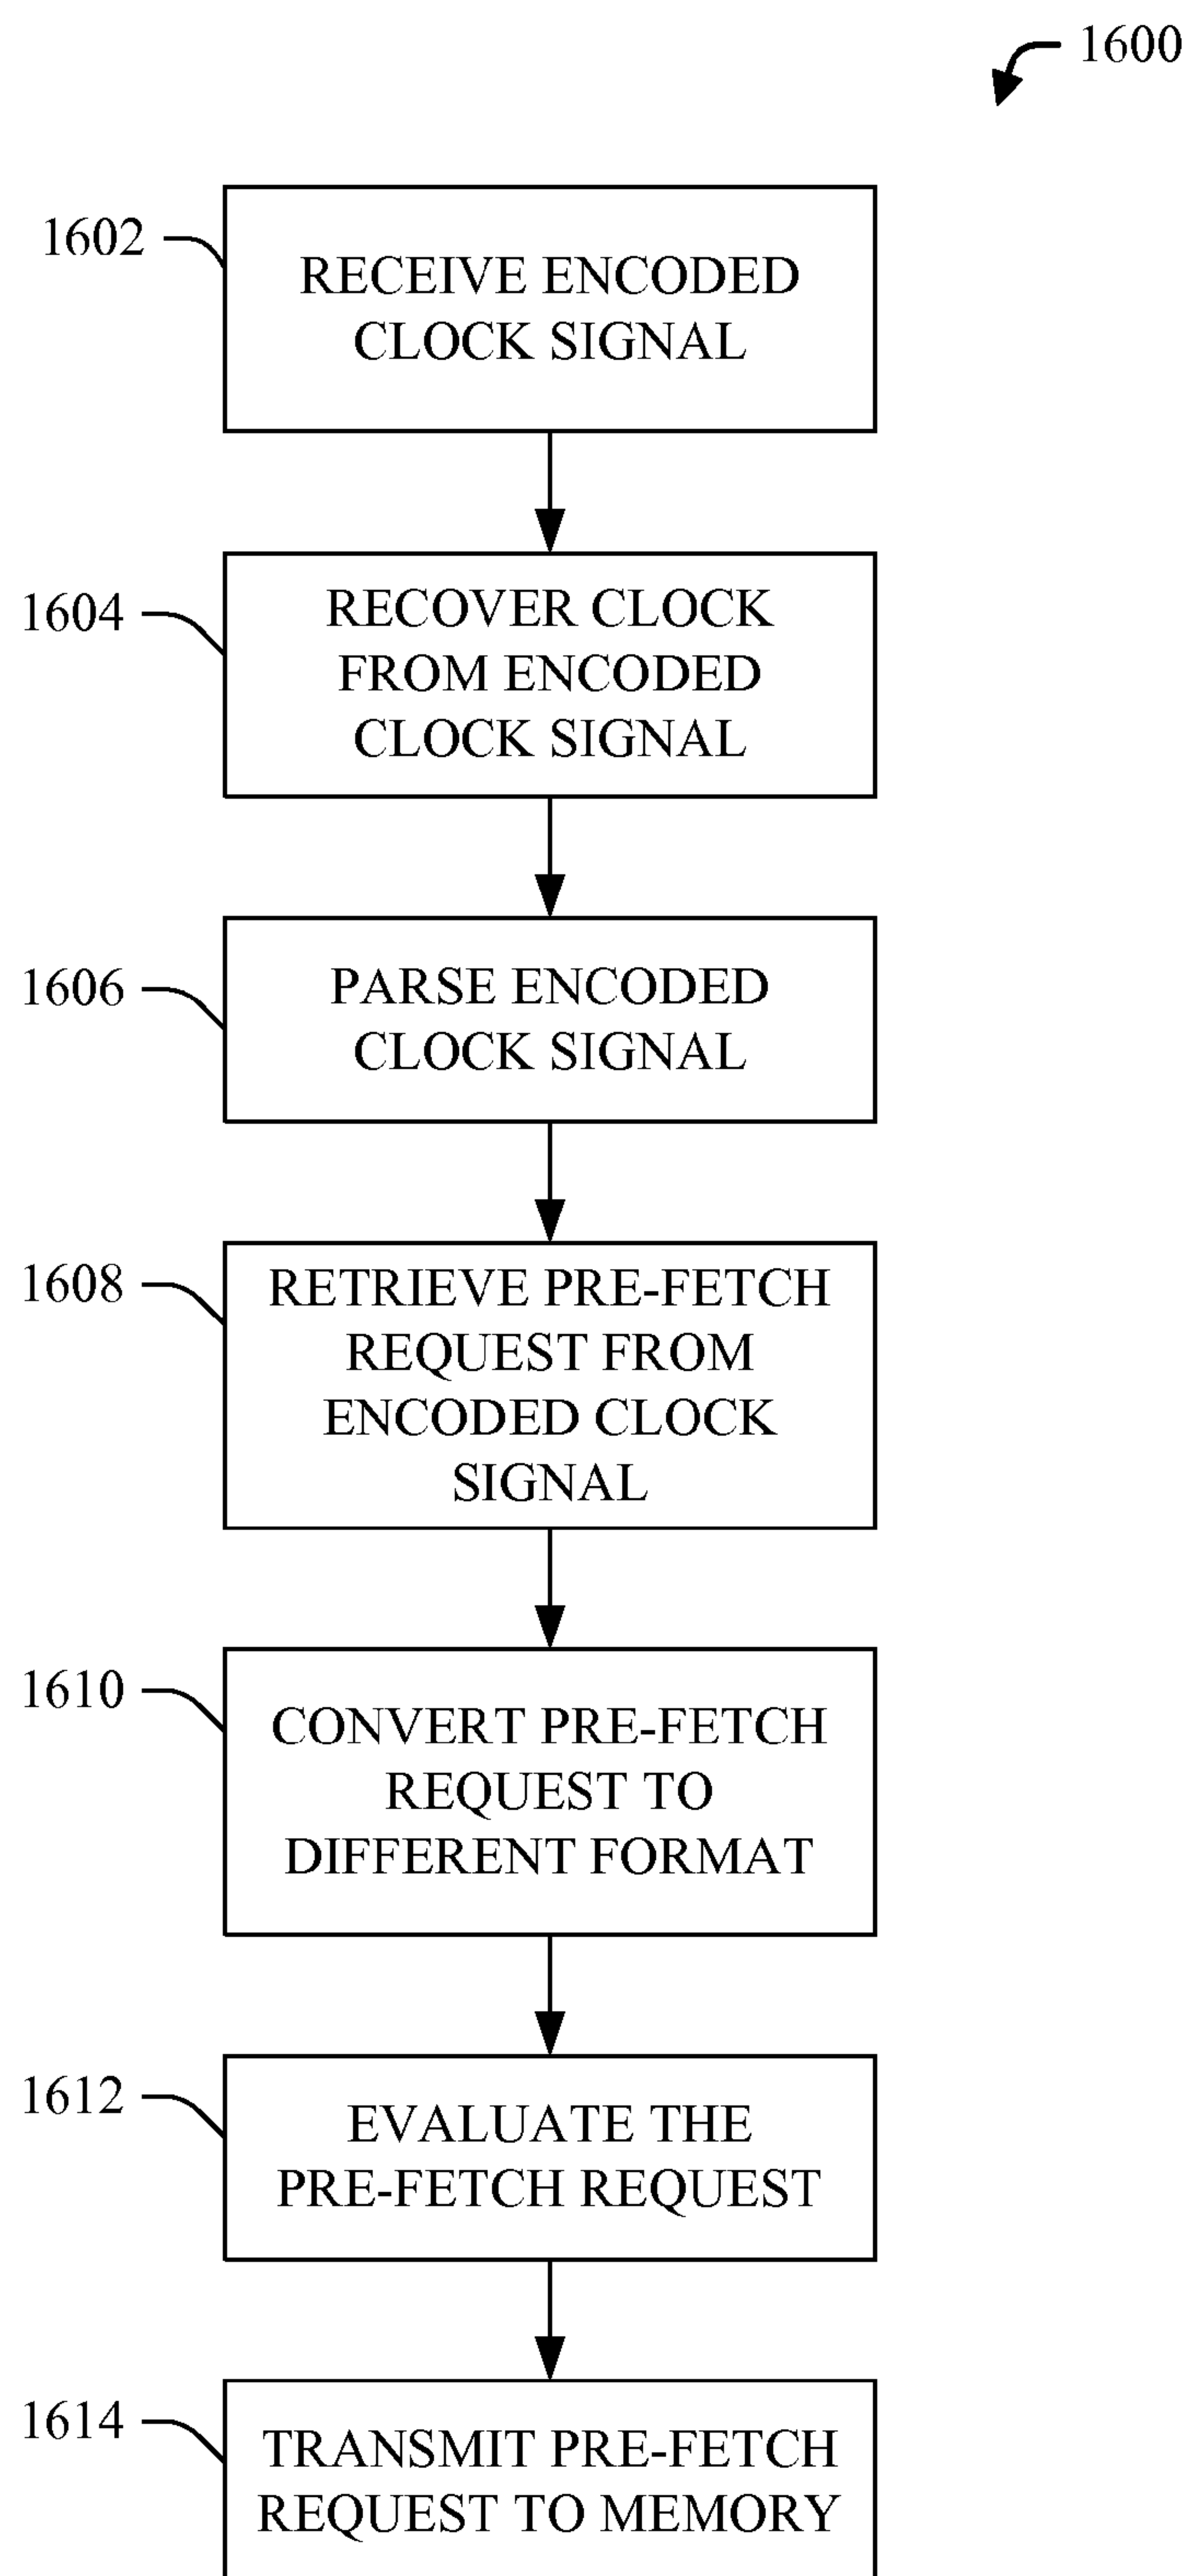 1600
1602
RECEIVE ENCODED
CLOCK SIGNAL
1604
RECOVER CLOCK
FROM ENCODED
CLOCK SIGNAL
1606
PARSE ENCODED
CLOCK SIGNAL
1608
RETRIEVE PRE-FETCH
REQUEST FROM
ENCODED CLOCK
SIGNAL
1610
CONVERT PRE-FETCH
REQUEST TO
DIFFERENT FORMAT
1612
EVALUATE THE
PRE-FETCH REQUEST
1614
TRANSMIT PRE-FETCH
REQUEST TO MEMORY